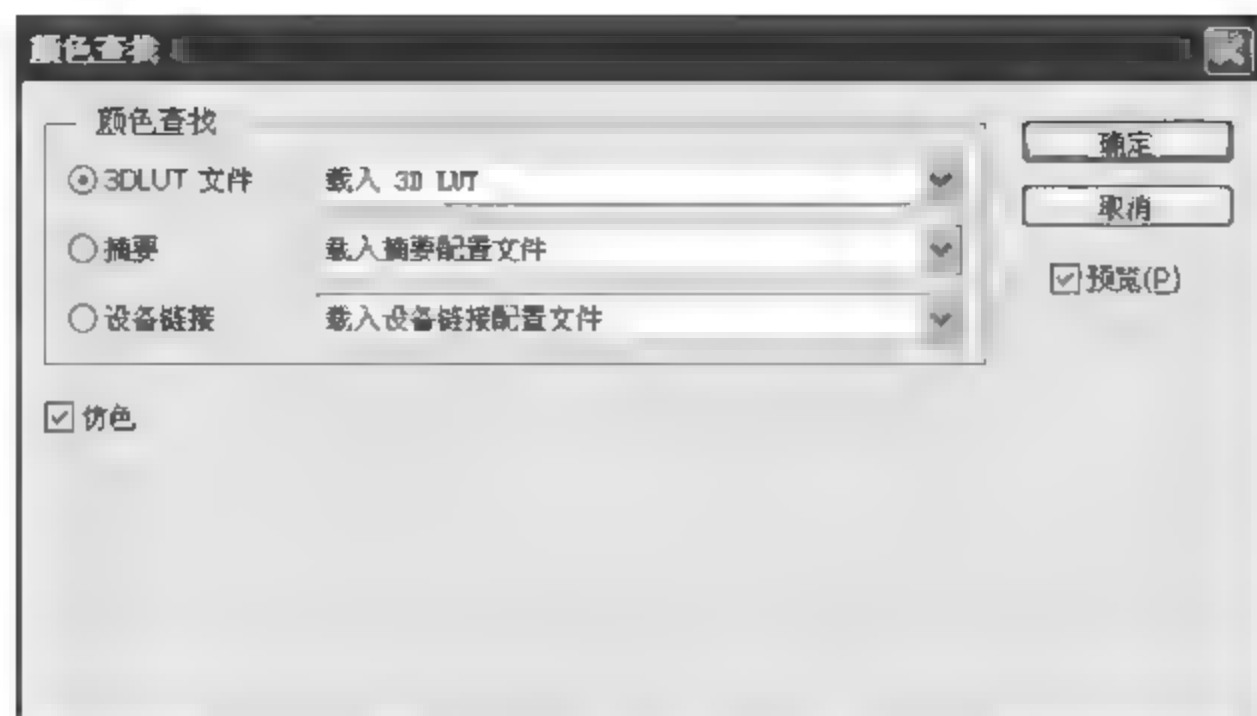 颜色查找
颜色查找
3DLUT 文件 载入 3D LUT
摘要 载入摘要配置文件
设备链接 载入设备链接配置文件
仿色
确定
取消
预览(P)